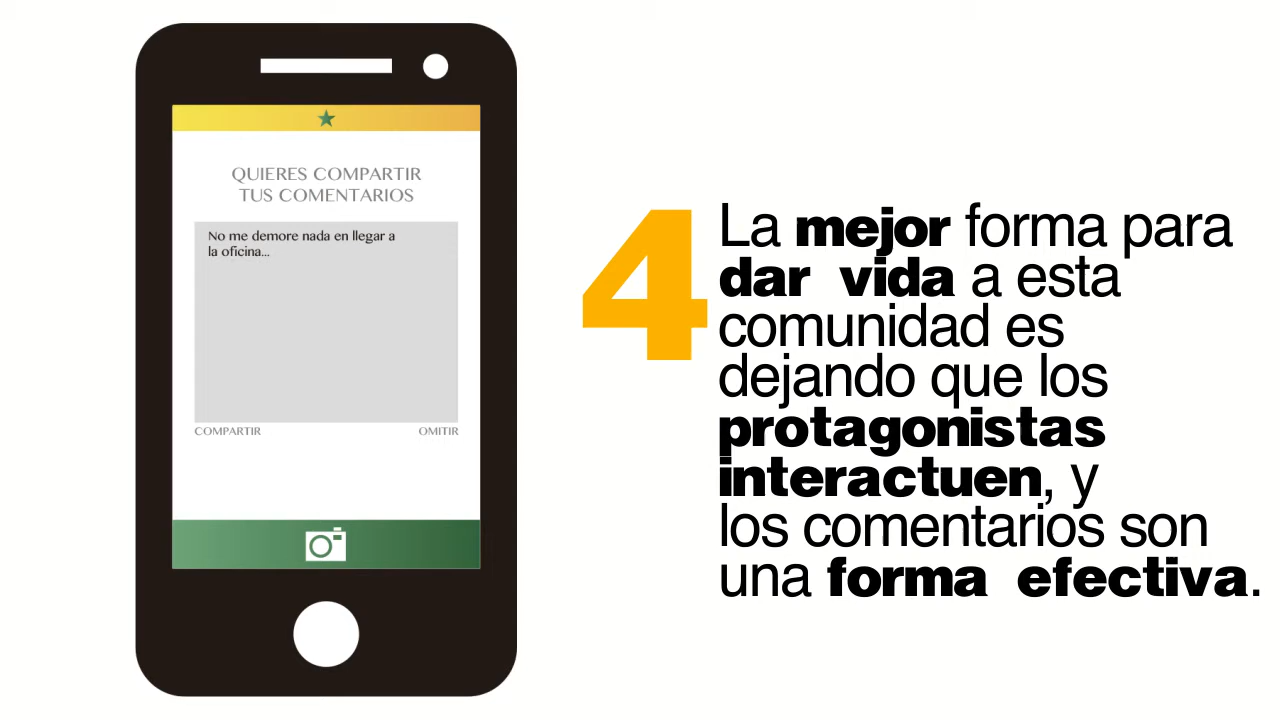 QUIERES COMPARTIR
TUS COMENTARIOS
No me demore nada en llegar a
la oficina...
COMPARTIR OMITIR
4
La mejor forma para
dar vida a esta
comunidad es
dejando que los
protagonistas
interactuen, y
los comentarios son
una forma efectiva.